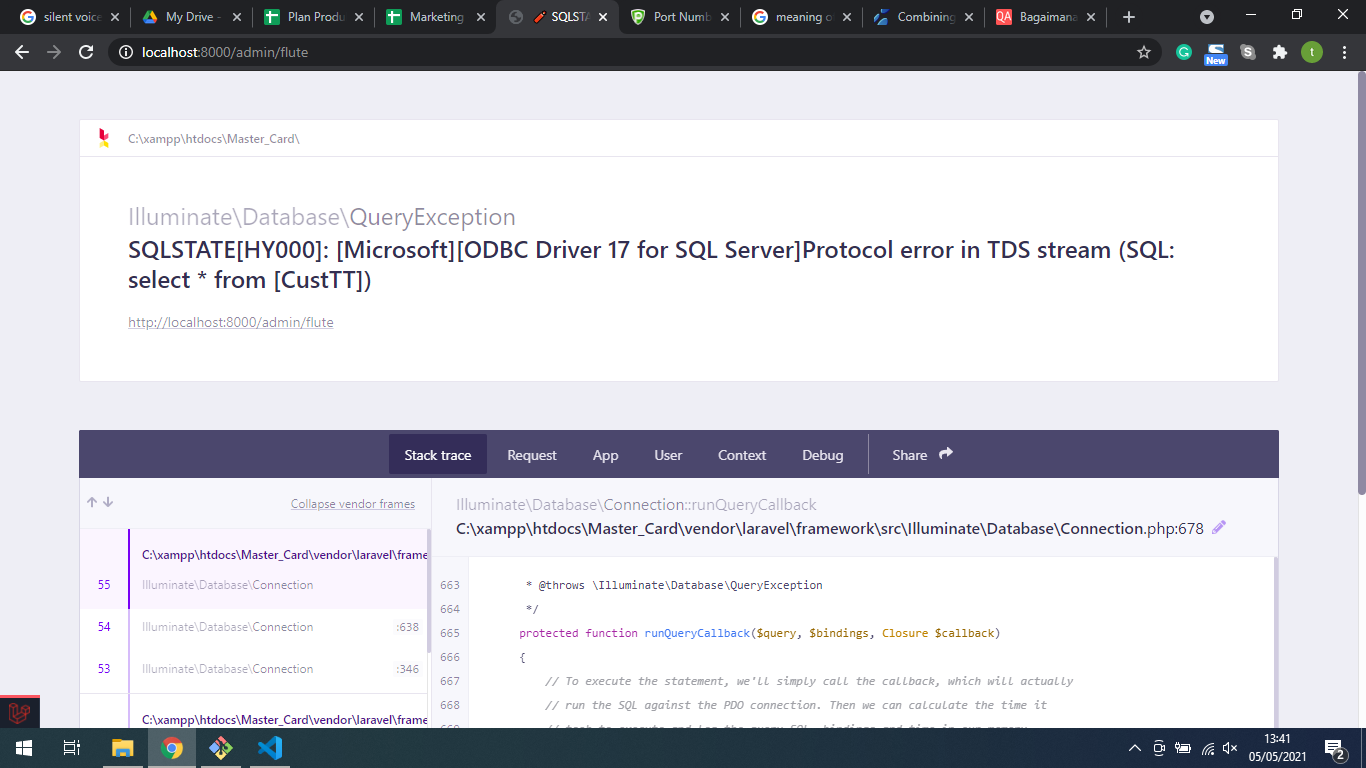 silent voice
My Drive -
Plan Produ
Marketing
SQLSTA
Port Numb
meaning o
Combining
QA
Bagaimana
localhost:8000/admin/flute
New
S
t
C:\xampp\htdocs\Master_Card\
Illuminate\Database\QueryException
SQLSTATE[HY000]: [Microsoft][ODBC Driver 17 for SQL Server]Protocol error in TDS stream (SQL:
select * from [CustTT])
http://localhost:8000/admin/flute
Stack trace
Request
App
User
Context
Debug
Share
Collapse vendor frames
Illuminate\Database\Connection::runQueryCallback
C:\xampp\htdocs\Master_Card\vendor\laravel\framework\src\Illuminate\Database\Connection.php:678
C:\xampp\htdocs\Master_Card\vendor\laravel\frame
55 Illuminate\Database\Connection
54 Illuminate\Database\Connection :638
53 Illuminate\Database\Connection :346
C:\xampp\htdocs\Master_Card\vendor\laravel\frame
663 * @throws \Illuminate\Database\QueryException
664 */
665 protected function runQueryCallback($query, $bindings, Closure $callback)
666 {
667 // To execute the statement, we'll simply call the callback, which will actually
668 // run the SQL against the PDO connection. Then we can calculate the time it
13:41
05/05/2021
2